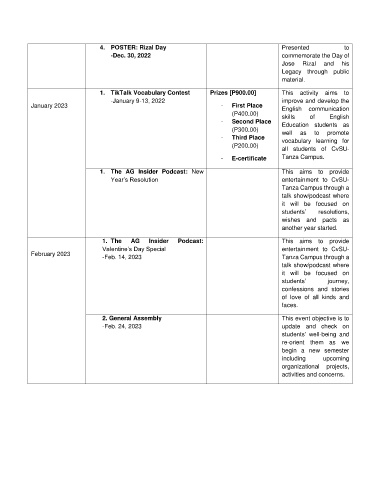 4. POSTER: Rizal Day
-Dec. 30, 2022
Presented to
commemorate the Day of
Jose Rizal and his
Legacy through public
material.
January 2023
1. TikTalk Vocabulary Contest
-January 9-13, 2022
Prizes [P900.00]
- First Place
(P400.00)
- Second Place
(P300.00)
- Third Place
(P200.00)
- E-certificate
This activity aims to
improve and develop the
English communication
skills of English
Education students as
well as to promote
vocabulary learning for
all students of CvSU-
Tanza Campus.
1. The AG Insider Podcast: New
Year's Resolution
This aims to provide
entertainment to CvSU-
Tanza Campus through a
talk show/podcast where
it will be focused on
students' resolutions,
wishes and pacts as
another year started.
February 2023
1. The AG Insider Podcast:
Valentine's Day Special
-Feb. 14, 2023
This aims to provide
entertainment to CvSU-
Tanza Campus through a
talk show/podcast where
it will be focused on
students' journey,
confessions and stories
of love of all kinds and
faces.
2. General Assembly
-Feb. 24, 2023
This event objective is to
update and check on
students' well-being and
re-orient them as we
begin a new semester
including upcoming
organizational projects,
activities and concerns.